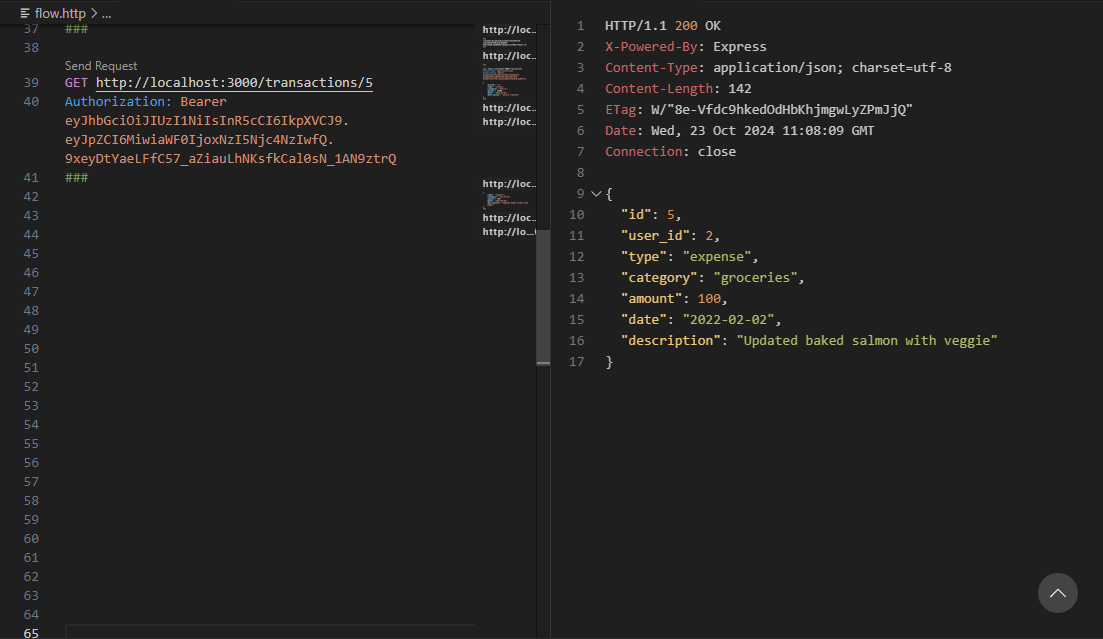 flow.http > ...
37 ###
38
Send Request
39 GET http://localhost:3000/transactions/5
40 Authorization: Bearer
eyJhbGciOiJIUzI1NiIsInR5cCI6IkpXVCJ9.
eyJpZCI6MiwiaWF0IjoxNzI5Njc4NzIwfQ.
9xeyDtYaeLFfC57_aZiauLhNKsfkCal0sN_1AN9ztrQ
41 ###
42
43
44
45
46
47
48
49
50
51
52
53
54
55
56
57
58
59
60
61
62
63
64
65
http://loc...
http://loc...
http://loc...
http://loc...
http://loc...
http://loc...
http://lo...(
1 HTTP/1.1 200 OK
2 X-Powered-By: Express
3 Content-Type: application/json; charset=utf-8
4 Content-Length: 142
5 ETag: W/"8e-Vfdc9hkedOdHbKhjmgwLyZPmJjQ"
6 Date: Wed, 23 Oct 2024 11:08:09 GMT
7 Connection: close
8
9 {
10 "id": 5,
11 "user_id": 2,
12 "type": "expense",
13 "category": "groceries",
14 "amount": 100,
15 "date": "2022-02-02",
16 "description": "Updated baked salmon with veggie"
17 }